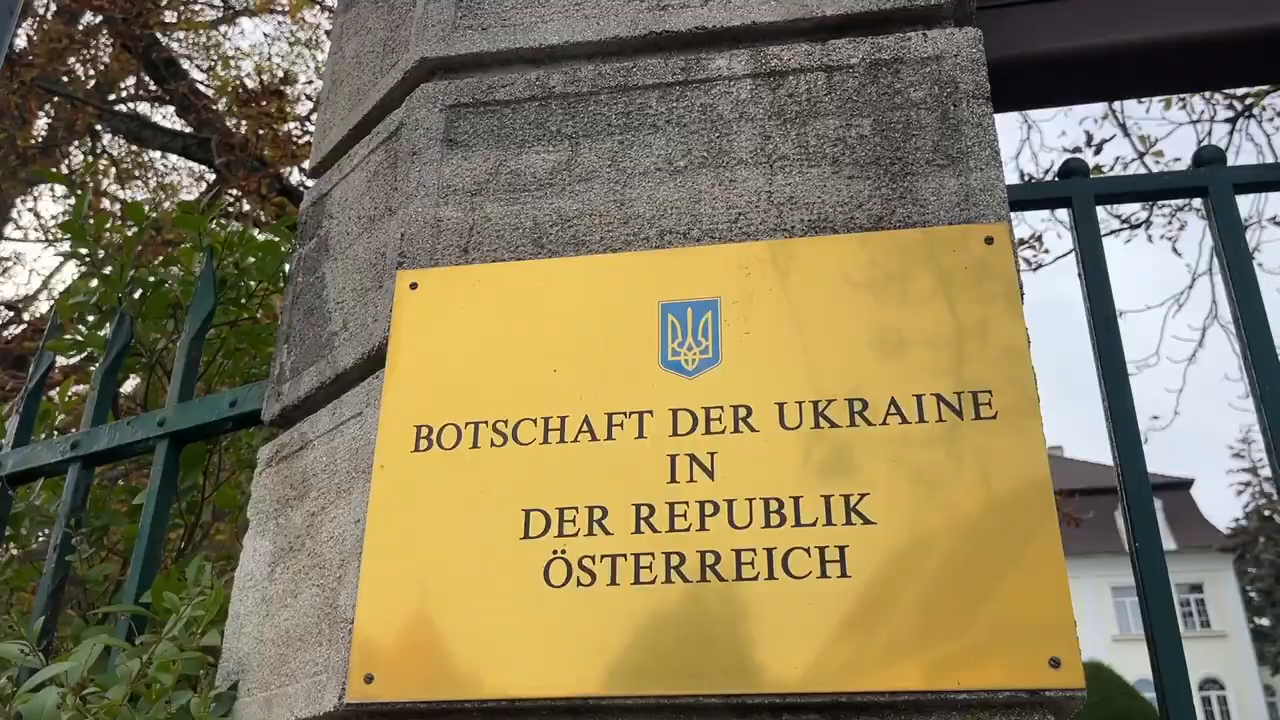 BOTSCHAFT DER UKRAINE
IN
DER REPUBLIK
ÖSTERREICH